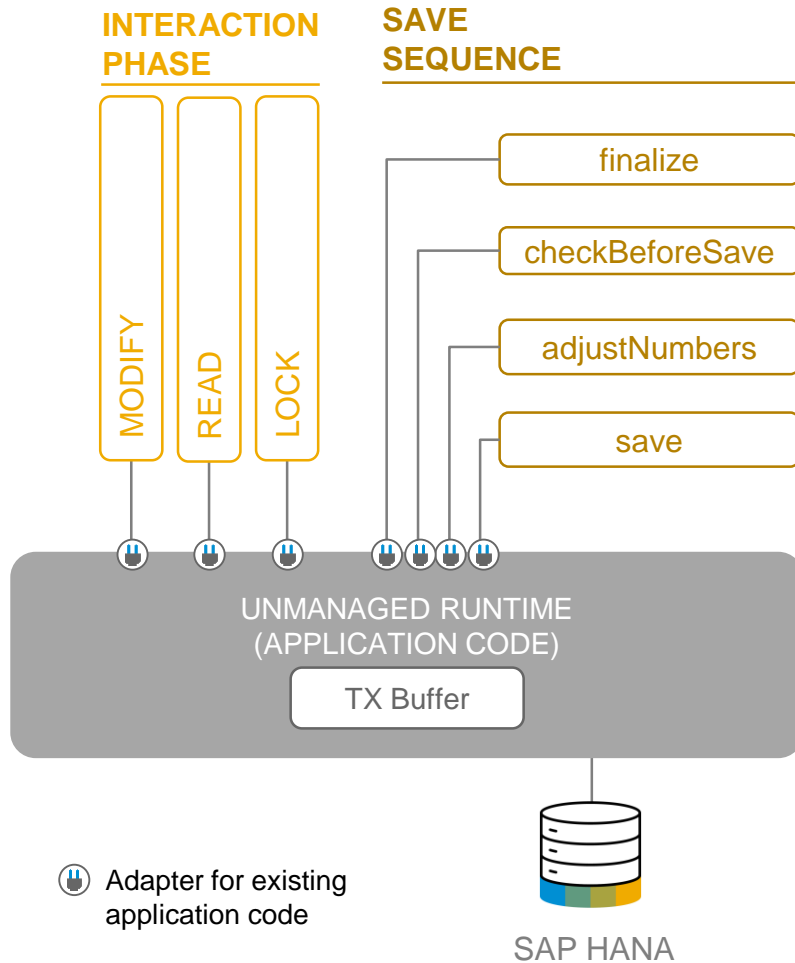 INTERACTION
PHASE
SAVE
SEQUENCE
MODIFY
READ
LOCK
finalize
checkBeforeSave
adjustNumbers
save
UNMANAGED RUNTIME
(APPLICATION CODE)
TX Buffer
Adapter for existing
application code
SAP HANA